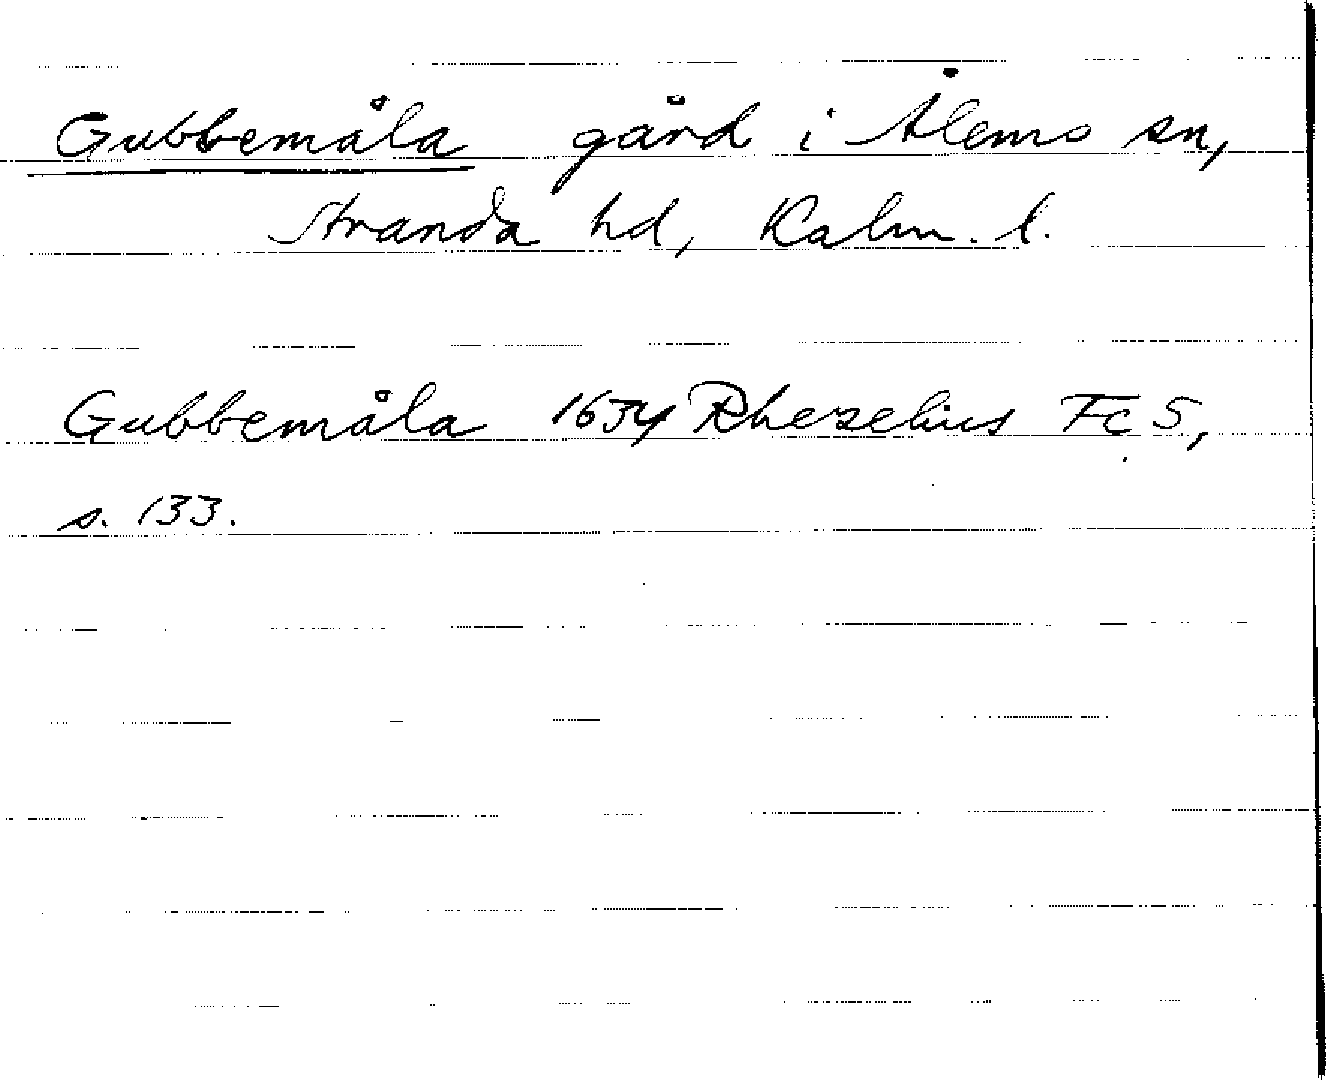 Gubbemåla gård i Ålems sn,
Stranda hd, Kalm. l.
Gubbemåla 1634 Rhezelius Fc 5,
s. 133.